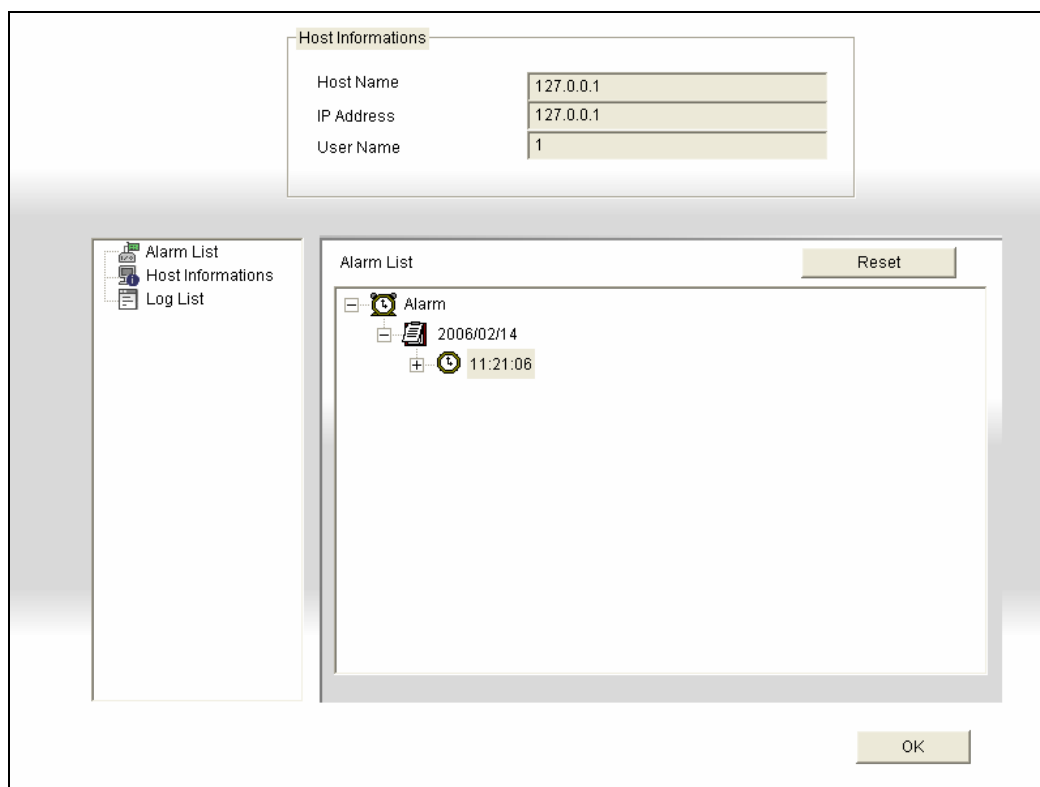 Host Informations
Host Name 127.0.0.1
IP Address 127.0.0.1
User Name 1
Alarm List
Host Informations
Log List
Alarm List Reset
Alarm
2006/02/14
11:21:06
OK